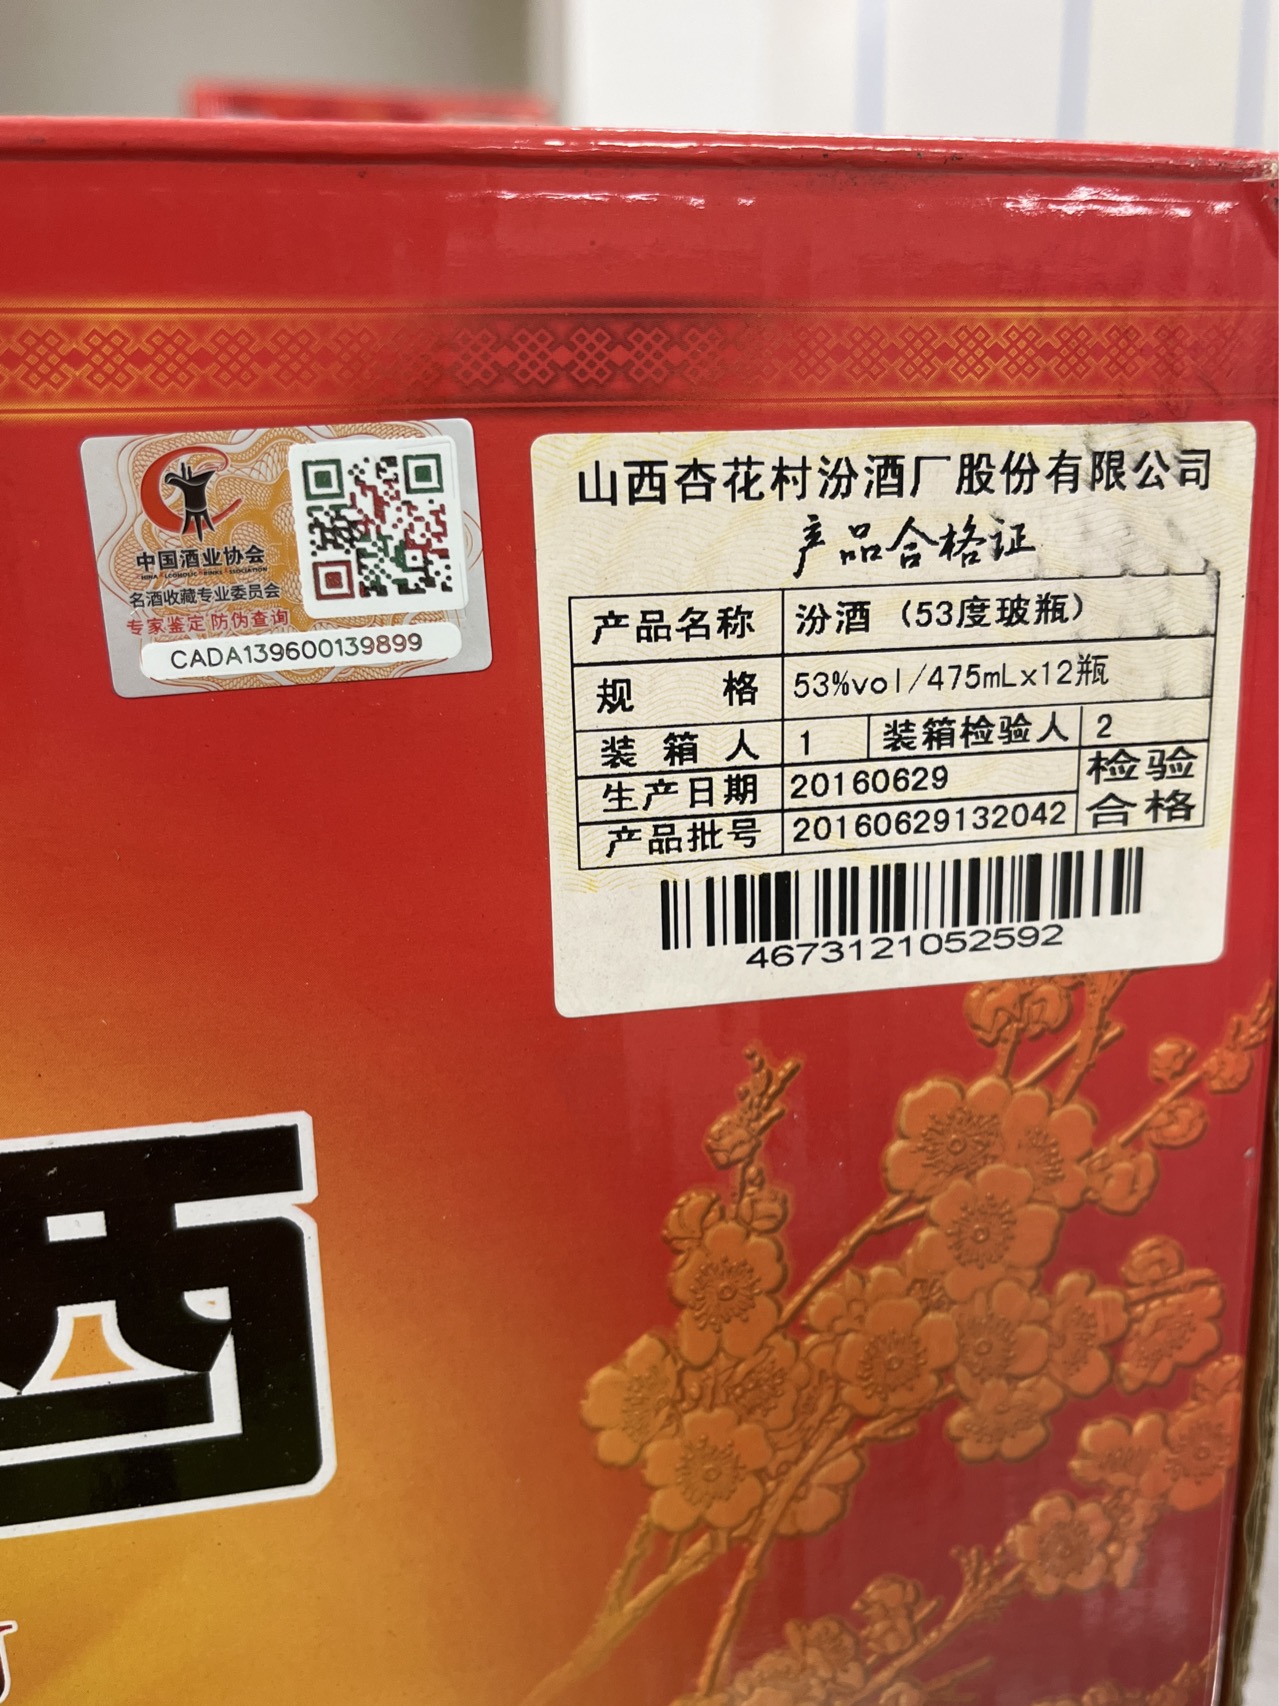 中国酒业协会
名酒收藏专业委员会
专家鉴定 防伪查询
CADA139600139899
山西杏花村汾酒厂股份有限公司
产品合格证
产品名称 汾酒（53度玻瓶）
规 格 53%vol/475mLx12瓶
装箱人 1 装箱检验人 2
生产日期 20160629 检验
产品批号 20160629132042 合格
4673121052592